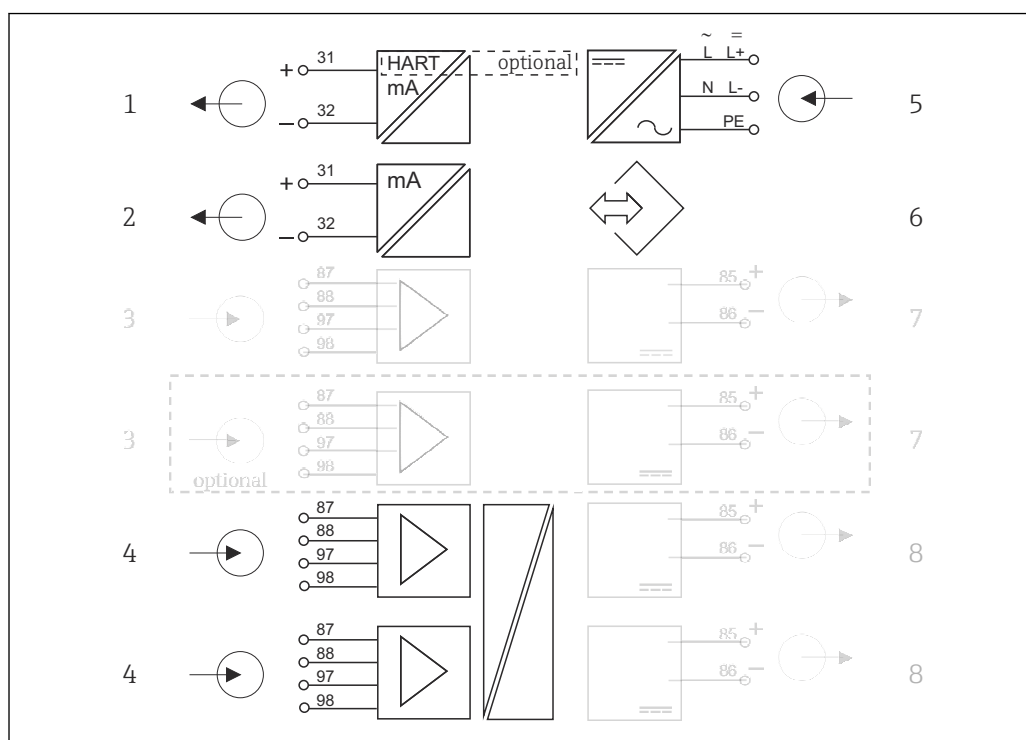 1 + 31 HART optional ~ L = L+
mA N L- 5
− 32 PE
2 + 31 mA 6
− 32
3 87 85 + 7
88 86 −
97
98
3 87 85 + 7
88 86 −
97
optional 98
4 87 85 + 8
88 86 −
97
98
4 87 85 + 8
88 86 −
97
98